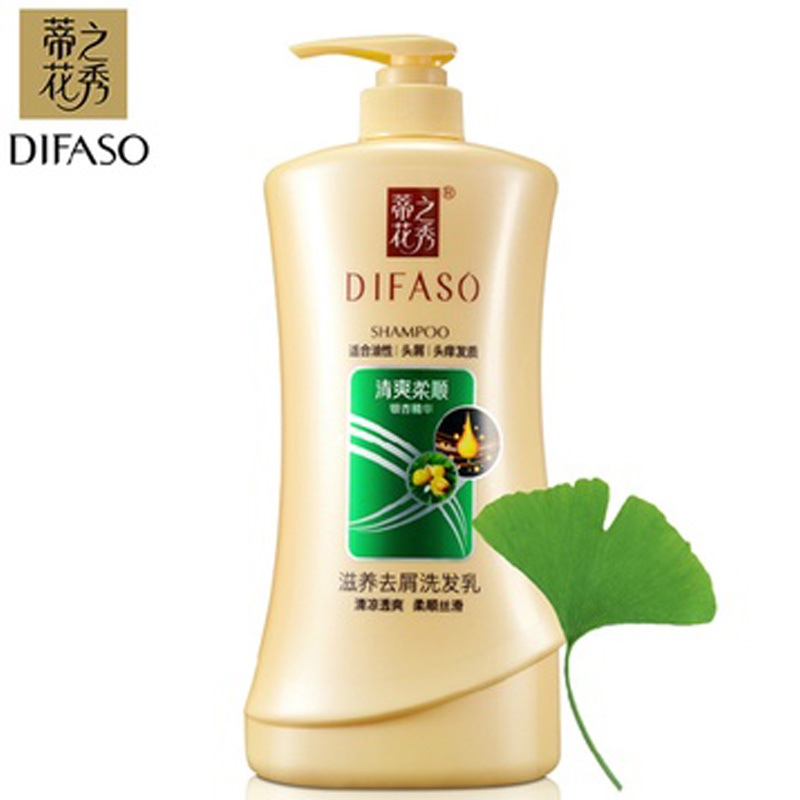 蒂之
花秀
DIFASO
蒂之
花秀
®
DIFASO
SHAMPOO
适合油性|头屑|头痒发质
清爽柔顺
银杏精华
滋养去屑洗发乳
清凉透爽 柔顺丝滑